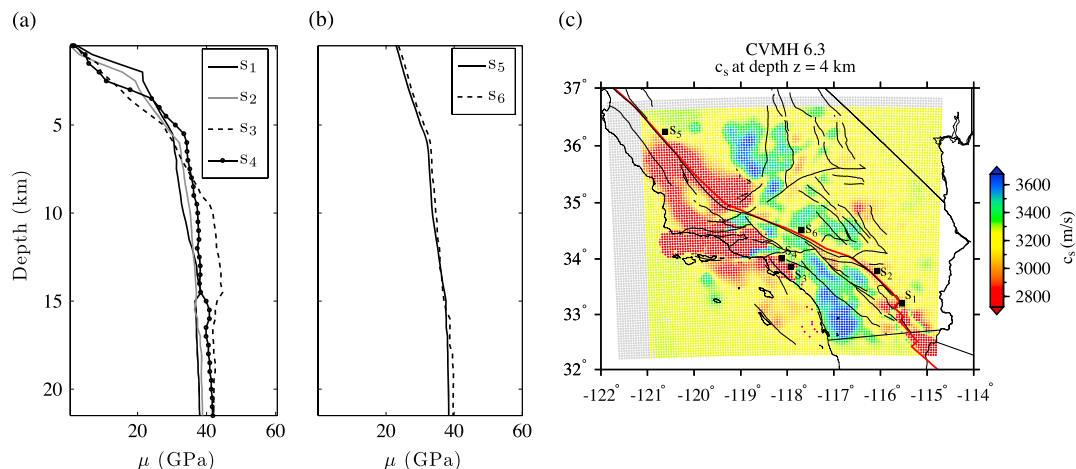 (a)
s1
s2
s3
s4
5
10
15
20
0
20
40
60
Depth (km)
μ (GPa)
(b)
s5
s6
0
20
40
60
μ (GPa)
(c)
CVMH 6.3
cs at depth z = 4 km
37°
36°
35°
34°
33°
32°
-122°
-121°
-120°
-119°
-118°
-117°
-116°
-115°
-114°
S5
S6
S4
S3
S2
S1
3600
3400
3200
3000
2800
cs (m/s)